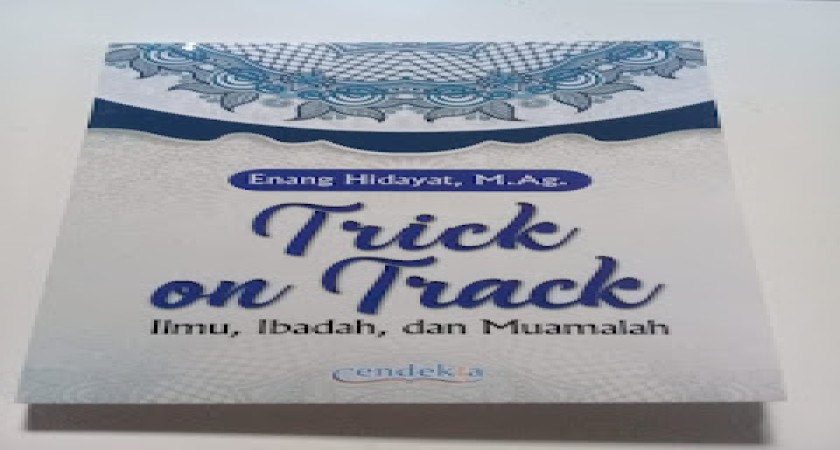 Enang Hidayat, M.Ag.
Trick
on Track
Ilmu, Ibadah, dan Muamalah
cendekia